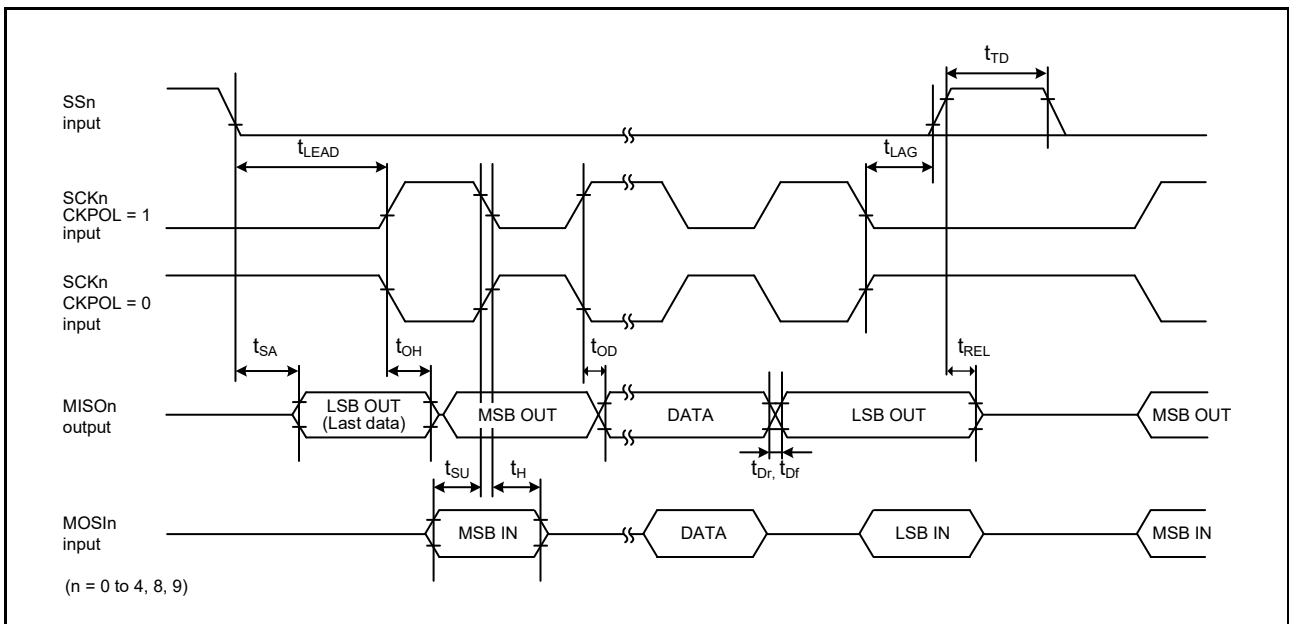 tTD
SSn
input
tLEAD
tLAG
SCKn
CKPOL = 1
input
SCKn
CKPOL = 0
input
tSA
tOH
tOD
tREL
MISOn
output
LSB OUT
(Last data)
MSB OUT
DATA
LSB OUT
MSB OUT
tSU
tH
tDr, tDf
MOSIn
input
MSB IN
DATA
LSB IN
MSB IN
(n = 0 to 4, 8, 9)